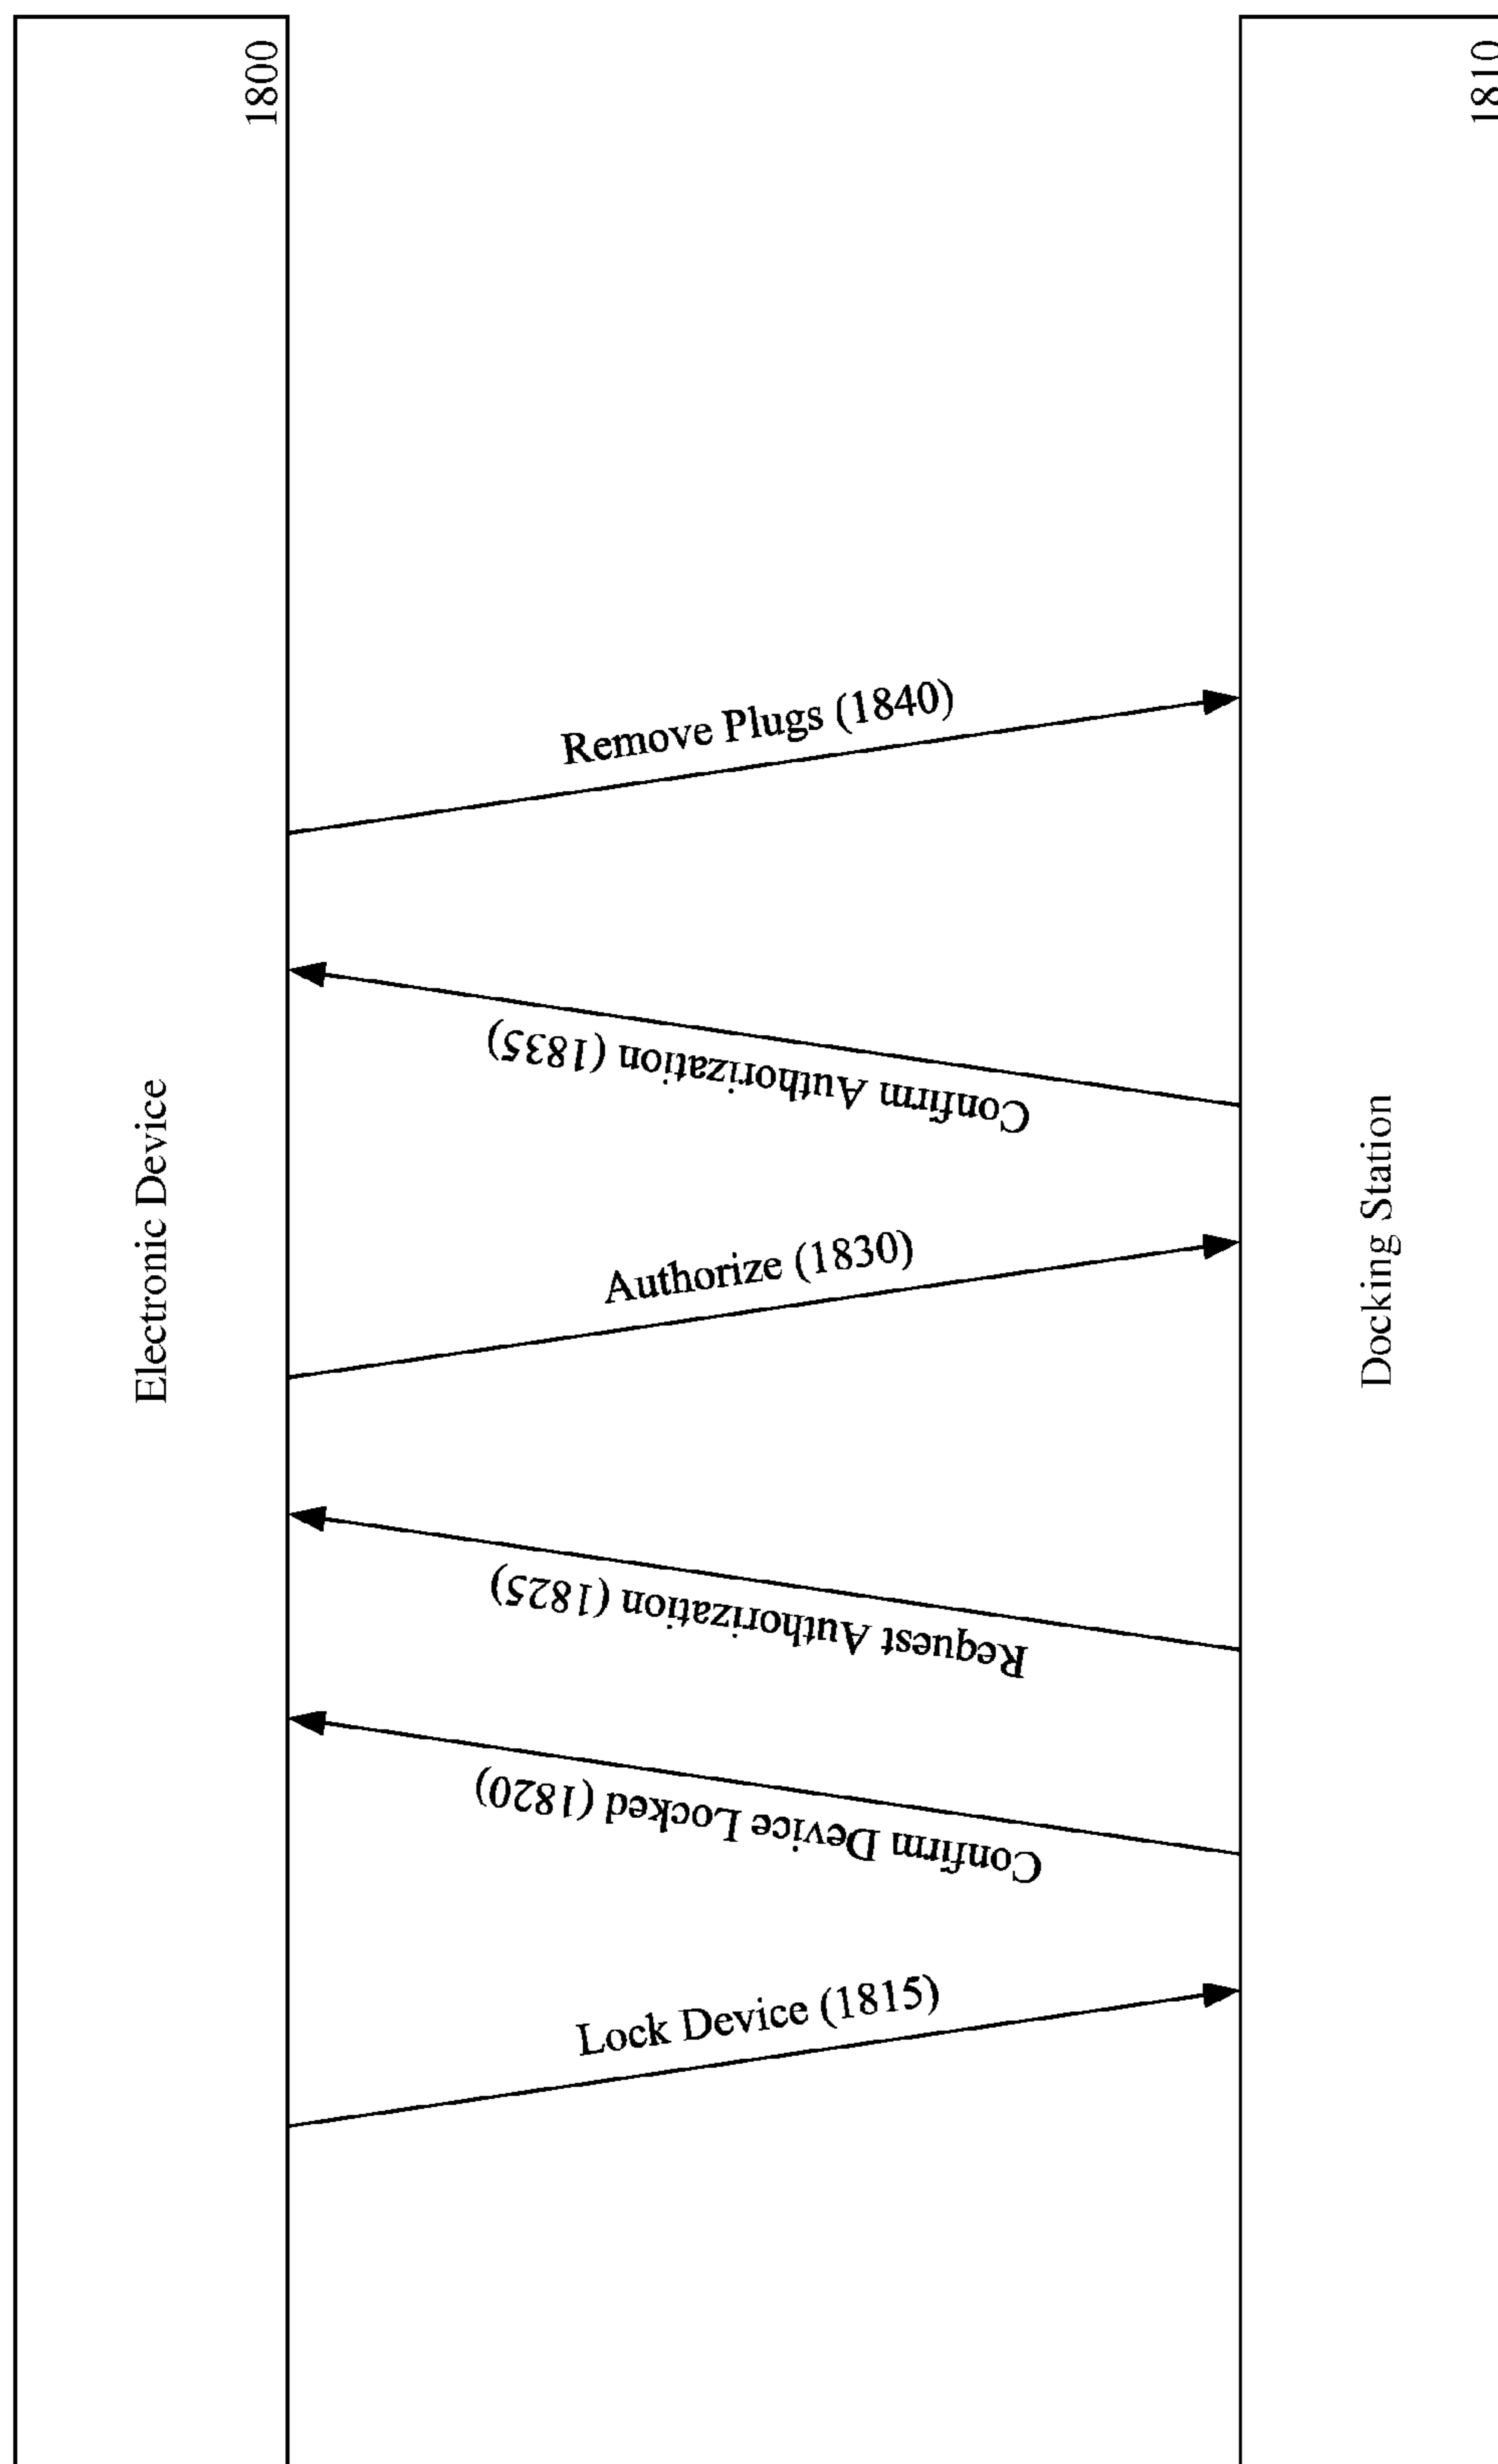 Electronic Device
1800
Lock Device (1815)
Confirm Device Locked (1820)
Request Authorization (1825)
Authorize (1830)
Confirm Authorization (1835)
Remove Plugs (1840)
Docking Station
1810